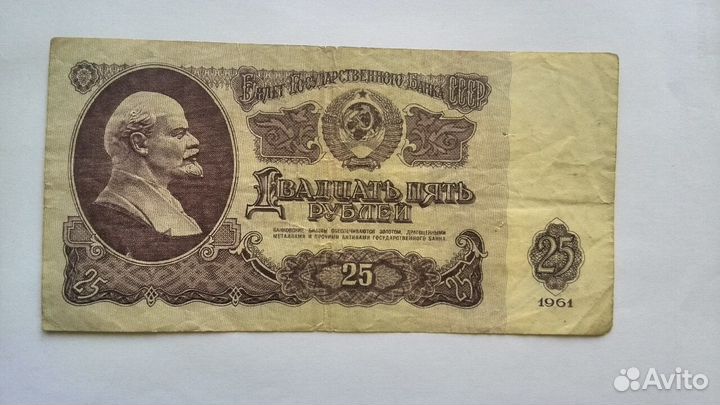 Билет Государственного Банка СССР
Двадцать пять
рублей
БАНКОВСКИЕ БИЛЕТЫ ОБЕСПЕЧИВАЮТСЯ ЗОЛОТОМ, ДРАГОЦЕННЫМИ
МЕТАЛЛАМИ И ПРОЧИМИ АКТИВАМИ ГОСУДАРСТВЕННОГО БАНКА
25
25
25
25
1961
Avito